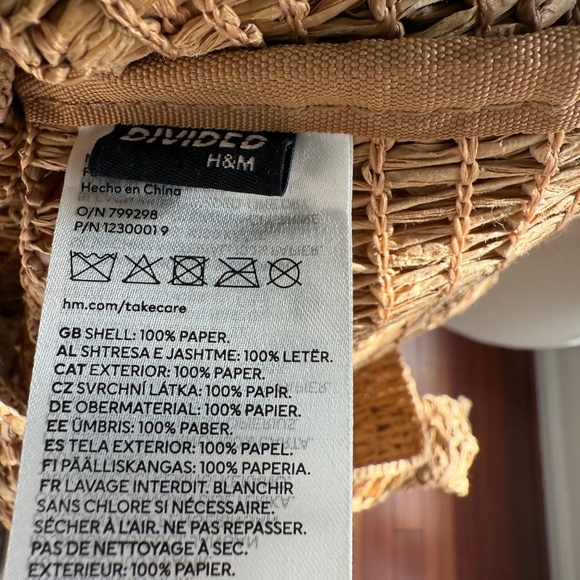 DIVIDED
H&M
Hecho en China
O/N 799298
P/N 1230001 9
hm.com/takecare
GB SHELL: 100% PAPER.
AL SHTRESA E JASHTME: 100% LETËR.
CAT EXTERIOR: 100% PAPER.
CZ SVRCHNÍ LÁTKA: 100% PAPÍR.
DE OBERMATERIAL: 100% PAPIER.
EE ÜMBRIS: 100% PABER.
ES TELA EXTERIOR: 100% PAPEL.
FI PÄÄLLISKANGAS: 100% PAPERIA.
FR LAVAGE INTERDIT. BLANCHIR
SANS CHLORE SI NÉCESSAIRE.
SÉCHER À L'AIR. NE PAS REPASSER.
PAS DE NETTOYAGE À SEC.
EXTERIEUR: 100% PAPIER.